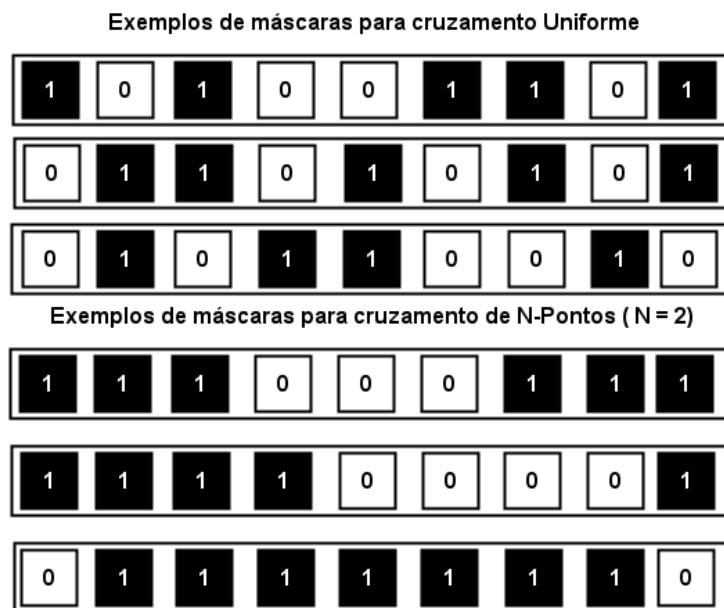 Exemplos de máscaras para cruzamento Uniforme
1 0 1 0 0 1 1 0 1
0 1 1 0 1 0 1 0 1
0 1 0 1 1 0 0 1 0
Exemplos de máscaras para cruzamento de N-Pontos ( N = 2)
1 1 1 0 0 0 1 1 1
1 1 1 1 0 0 0 0 1
0 1 1 1 1 1 1 1 0